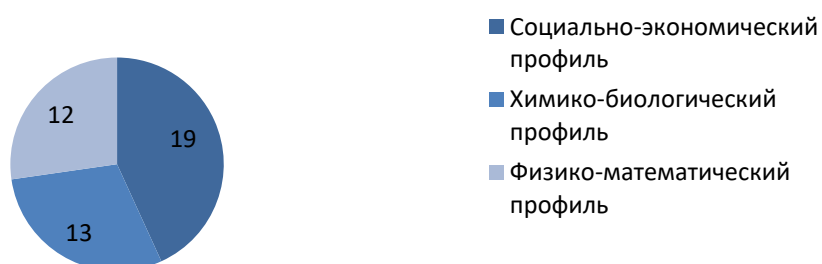 12
19
13
Социально-экономический
профиль
Химико-биологический
профиль
Физико-математический
профиль